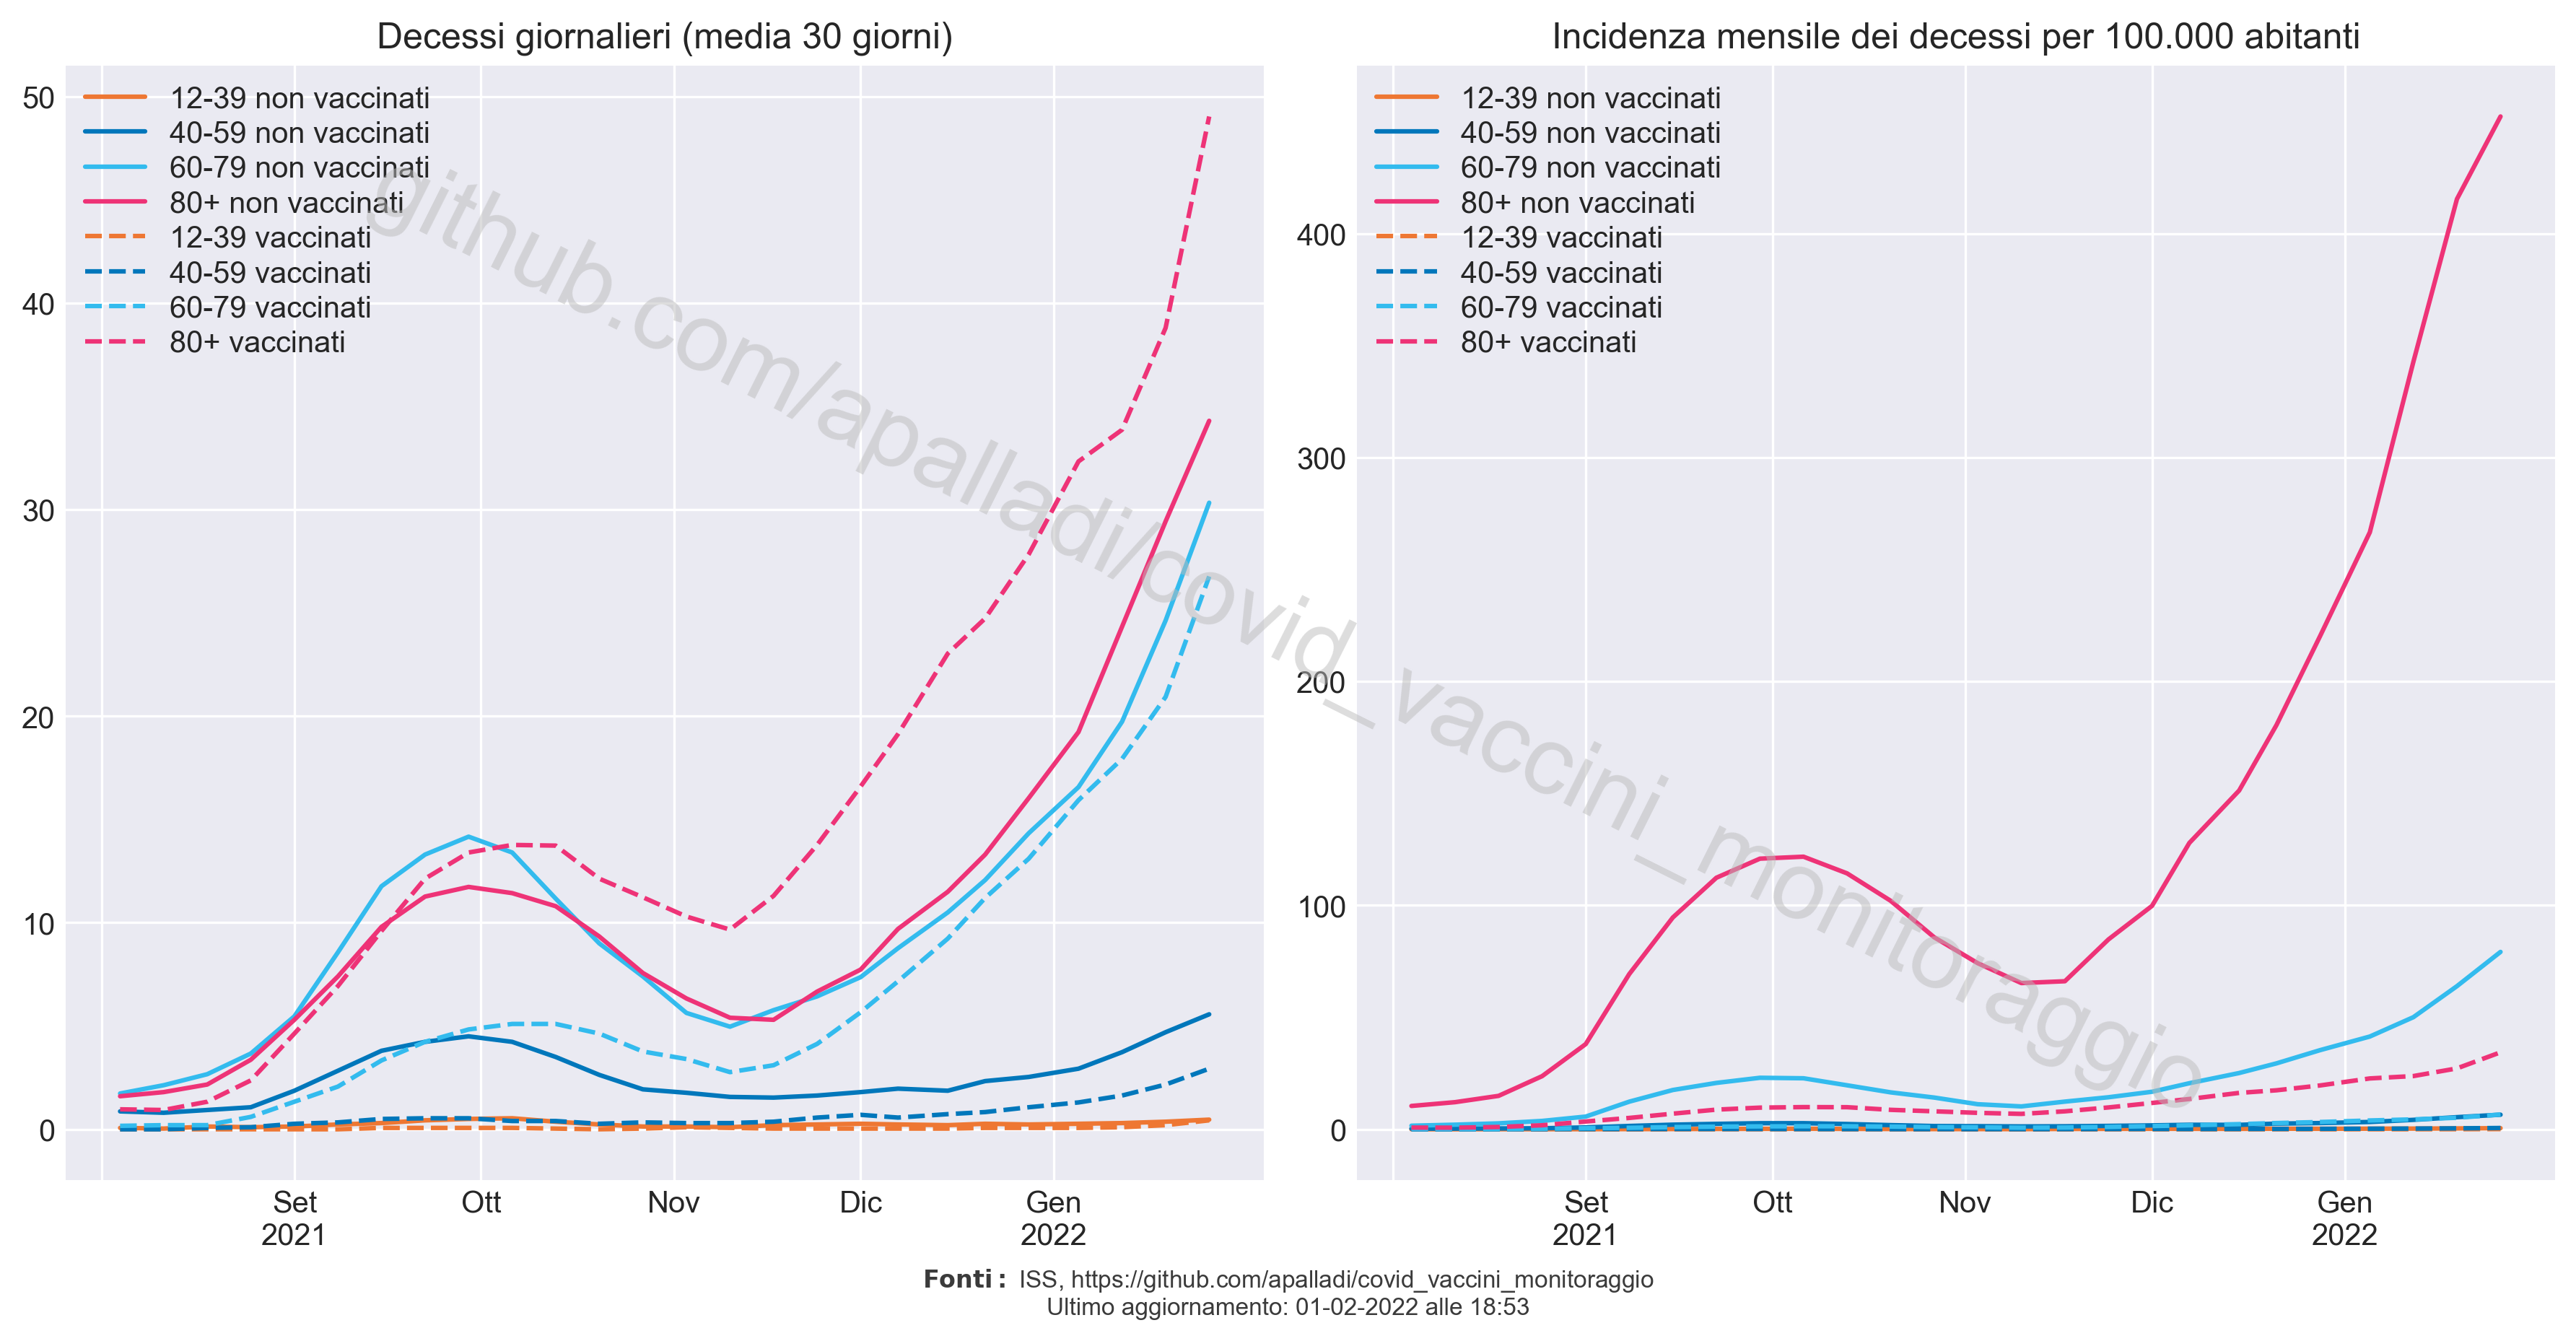 Decessi giornalieri (media 30 giorni)
50
40
30
20
10
0
12-39 non vaccinati
40-59 non vaccinati
60-79 non vaccinati
80+ non vaccinati
12-39 vaccinati
40-59 vaccinati
60-79 vaccinati
80+ vaccinati
Set
2021
Ott
Nov
Dic
Gen
2022
Incidenza mensile dei decessi per 100.000 abitanti
400
300
200
100
0
12-39 non vaccinati
40-59 non vaccinati
60-79 non vaccinati
80+ non vaccinati
12-39 vaccinati
40-59 vaccinati
60-79 vaccinati
80+ vaccinati
Set
2021
Ott
Nov
Dic
Gen
2022
github.com/apalladi/covid_vaccini_monitoraggio
Fonti: ISS, https://github.com/apalladi/covid_vaccini_monitoraggio
Ultimo aggiornamento: 01-02-2022 alle 18:53